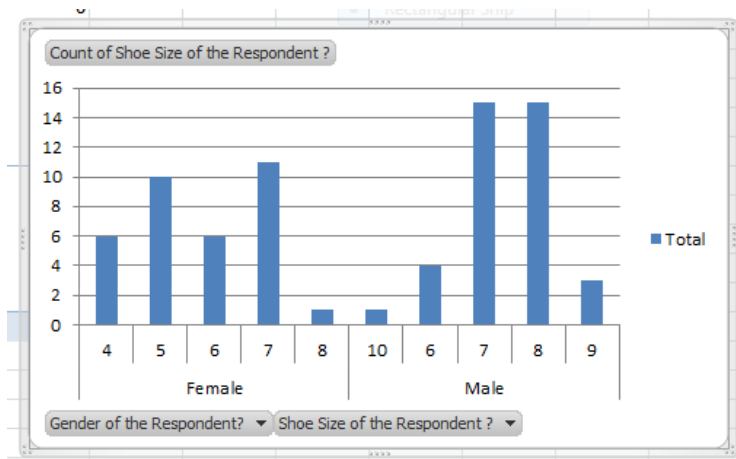 Rectangular Ship
Count of Shoe Size of the Respondent ?
16
14
12
10
8
6
4
2
0
Total
4 5 6 7 8 10 6 7 8 9
Female Male
Gender of the Respondent? Shoe Size of the Respondent ?